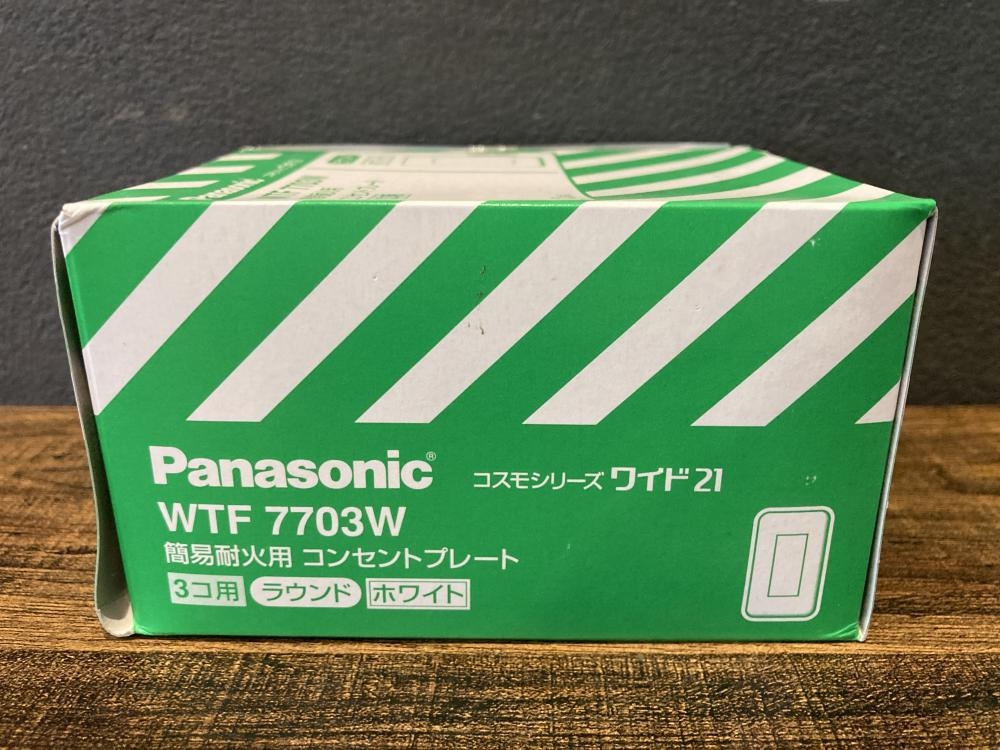 Panasonic
Panasonic® コスモシリーズ ワイド21
WTF 7703W
簡易耐火用 コンセントプレート
3コ用 ラウンド ホワイト